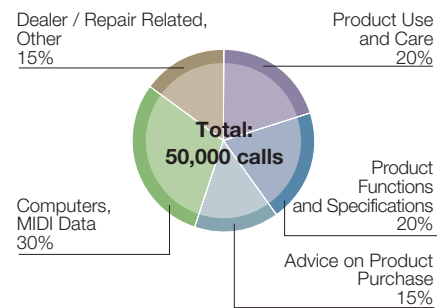 Dealer / Repair Related,
Other
15%
Product Use
and Care
20%
Total:
50,000 calls
Product
Functions
and Specifications
20%
Computers,
MIDI Data
30%
Advice on Product
Purchase
15%